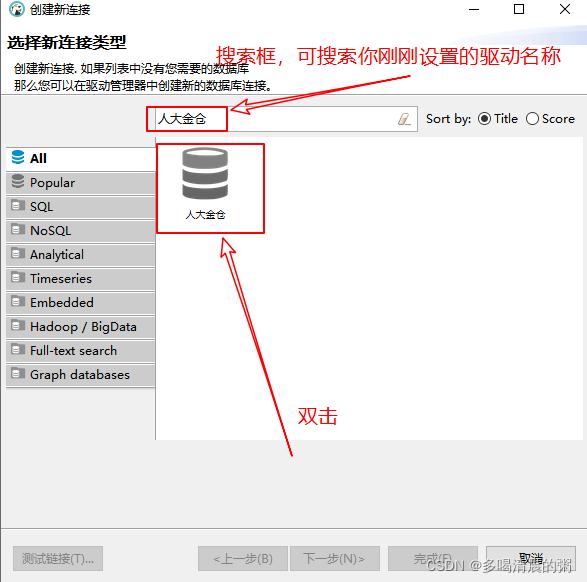 创建新连接
选择新连接类型
创建新连接. 如果列表中没有您需要的数据库
那么您可以在驱动管理器中创建新的数据库连接。
搜索框，可搜索你刚刚设置的驱动名称
人大金仓
Sort by: Title Score
All
Popular
SQL
NoSQL
Analytical
Timeseries
Embedded
Hadoop / BigData
Full-text search
Graph databases
人大金仓
双击
测试链接(T)...
<上一步(B)
下一步(N)>
完成(F)
取消
CSDN @多喝清晨的粥